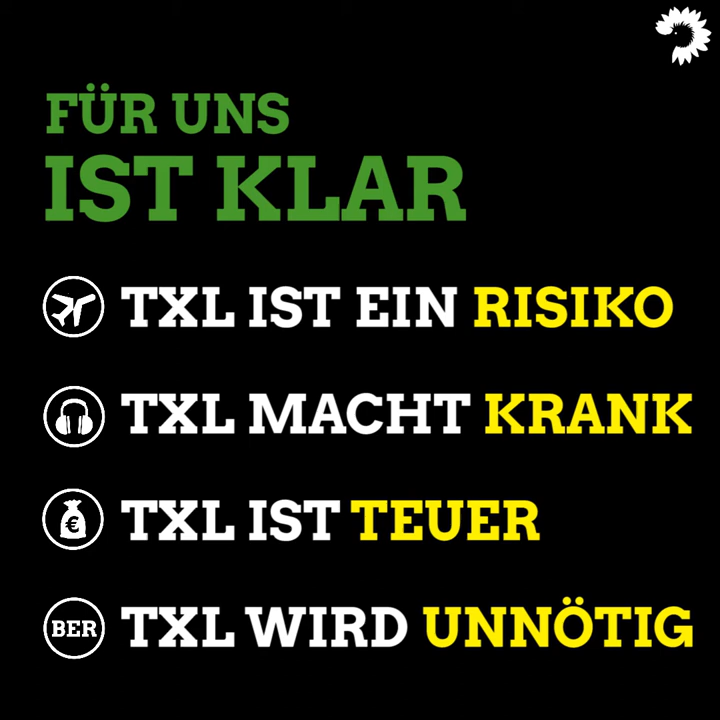 FÜR UNS
IST KLAR
TXL IST EIN RISIKO
TXL MACHT KRANK
€ TXL IST TEUER
BER TXL WIRD UNNÖTIG